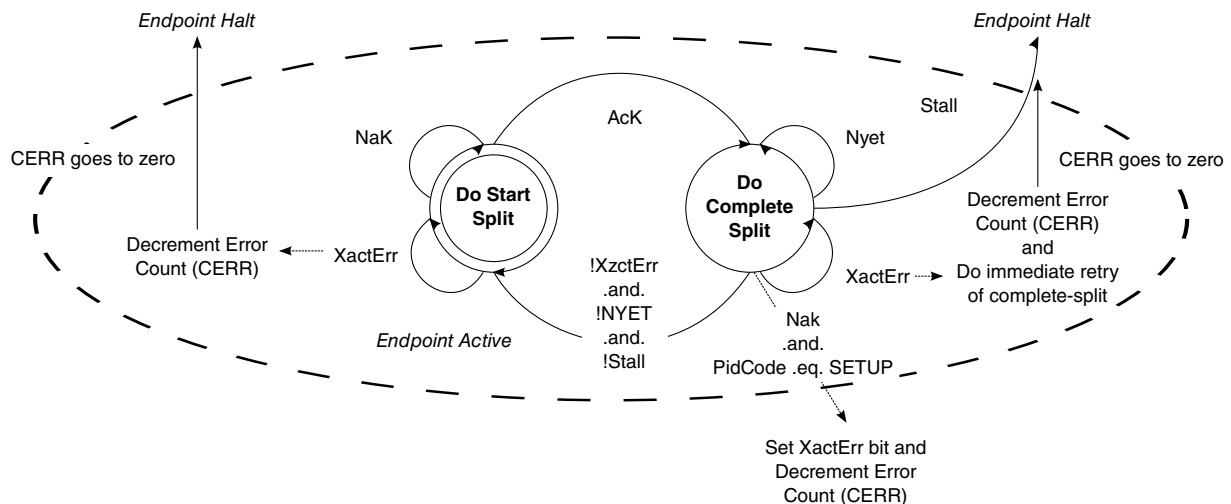 Endpoint Halt
Endpoint Halt
AcK
Stall
NaK
Nyet
CERR goes to zero
CERR goes to zero
Do Start
Split
Do
Complete
Split
Decrement Error
Count (CERR)
XactErr
!XzctErr
.and.
!NYET
.and.
!Stall
XactErr
Decrement Error
Count (CERR)
and
Do immediate retry
of complete-split
Endpoint Active
Nak
.and.
PidCode .eq. SETUP
Set XactErr bit and
Decrement Error
Count (CERR)